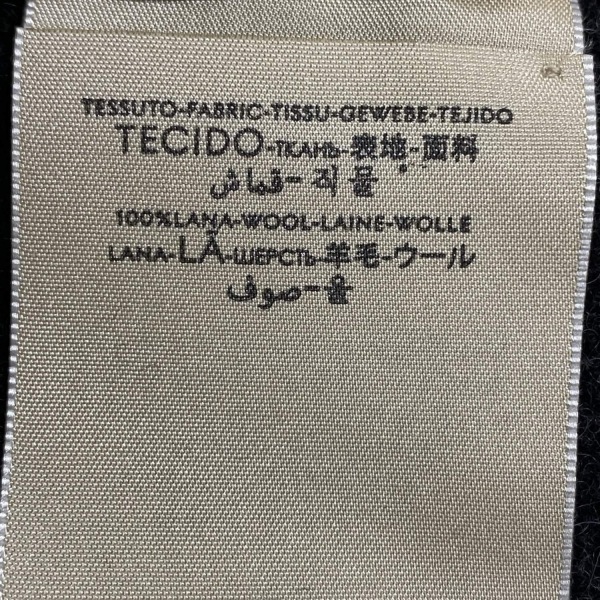 TESSUTO-FABRIC-TISSU-GEWEBE-TEJIDO
TECIDO-ТКАНЬ-表地-面料
قماش-직물
100%LANA-WOOL-LAINE-WOLLE
LANA-LÃ-ШЕРСТЬ-羊毛-ウール
صوف-울